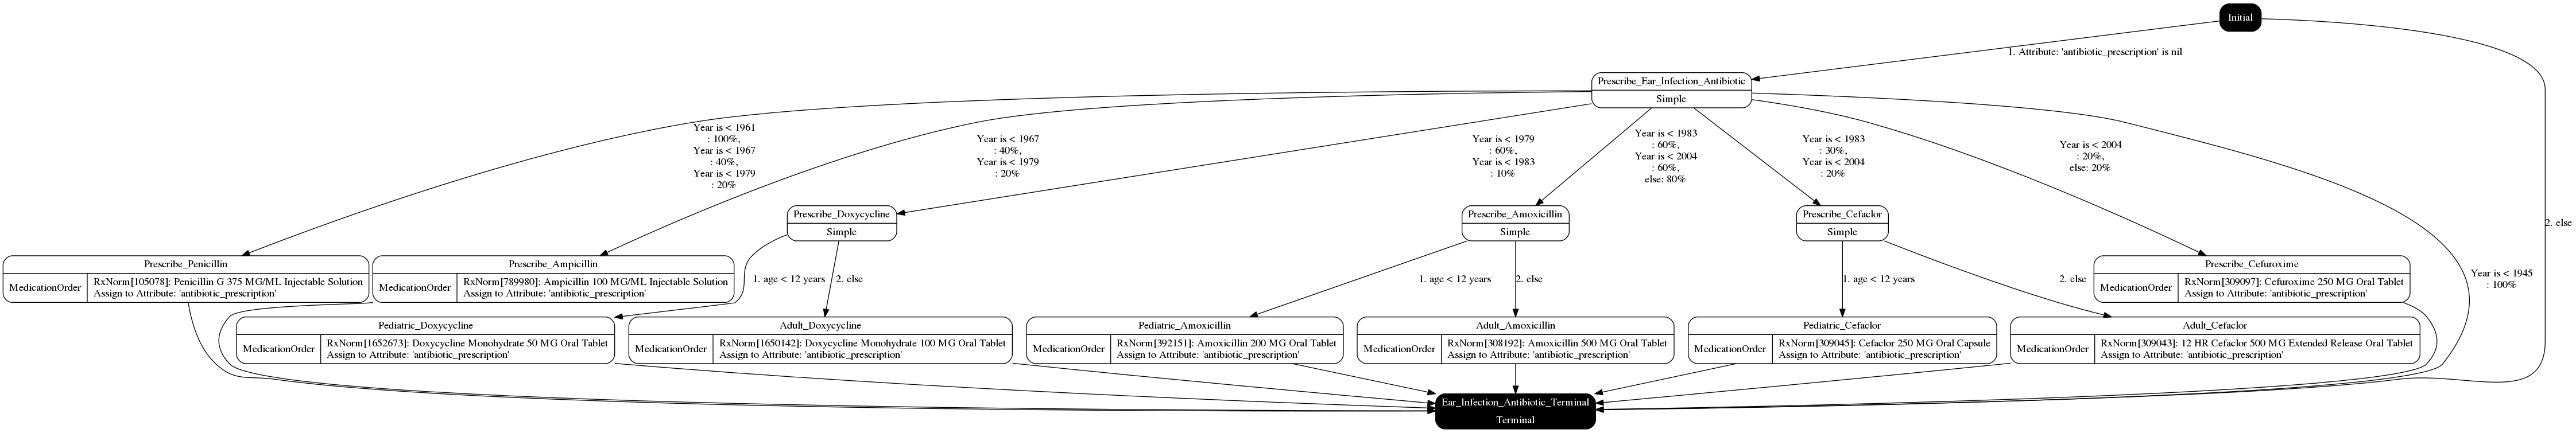 Initial
1. Attribute: 'antibiotic_prescription' is nil
Prescribe_Ear_Infection_Antibiotic
Simple
Year is < 1961
: 100%,
Year is < 1967
: 40%,
Year is < 1979
: 20%
Year is < 1967
: 40%,
Year is < 1979
: 20%
Year is < 1979
: 60%,
Year is < 1983
: 10%
Year is < 1983
: 60%,
Year is < 2004
: 60%,
else: 80%
Year is < 1983
: 30%,
Year is < 2004
: 20%
Year is < 2004
: 20%,
else: 20%
Year is < 1945
: 100%
2. else
Prescribe_Doxycycline
Simple
Prescribe_Amoxicillin
Simple
Prescribe_Cefaclor
Simple
Prescribe_Penicillin
MedicationOrder
RxNorm[105078]: Penicillin G 375 MG/ML Injectable Solution
Assign to Attribute: 'antibiotic_prescription'
Prescribe_Ampicillin
MedicationOrder
RxNorm[789980]: Ampicillin 100 MG/ML Injectable Solution
Assign to Attribute: 'antibiotic_prescription'
1. age < 12 years
2. else
1. age < 12 years
2. else
1. age < 12 years
2. else
Prescribe_Cefuroxime
MedicationOrder
RxNorm[309097]: Cefuroxime 250 MG Oral Tablet
Assign to Attribute: 'antibiotic_prescription'
Pediatric_Doxycycline
MedicationOrder
RxNorm[1652673]: Doxycycline Monohydrate 50 MG Oral Tablet
Assign to Attribute: 'antibiotic_prescription'
Adult_Doxycycline
MedicationOrder
RxNorm[1650142]: Doxycycline Monohydrate 100 MG Oral Tablet
Assign to Attribute: 'antibiotic_prescription'
Pediatric_Amoxicillin
MedicationOrder
RxNorm[392151]: Amoxicillin 200 MG Oral Tablet
Assign to Attribute: 'antibiotic_prescription'
Adult_Amoxicillin
MedicationOrder
RxNorm[308192]: Amoxicillin 500 MG Oral Tablet
Assign to Attribute: 'antibiotic_prescription'
Pediatric_Cefaclor
MedicationOrder
RxNorm[309045]: Cefaclor 250 MG Oral Capsule
Assign to Attribute: 'antibiotic_prescription'
Adult_Cefaclor
MedicationOrder
RxNorm[309043]: 12 HR Cefaclor 500 MG Extended Release Oral Tablet
Assign to Attribute: 'antibiotic_prescription'
Ear_Infection_Antibiotic_Terminal
Terminal